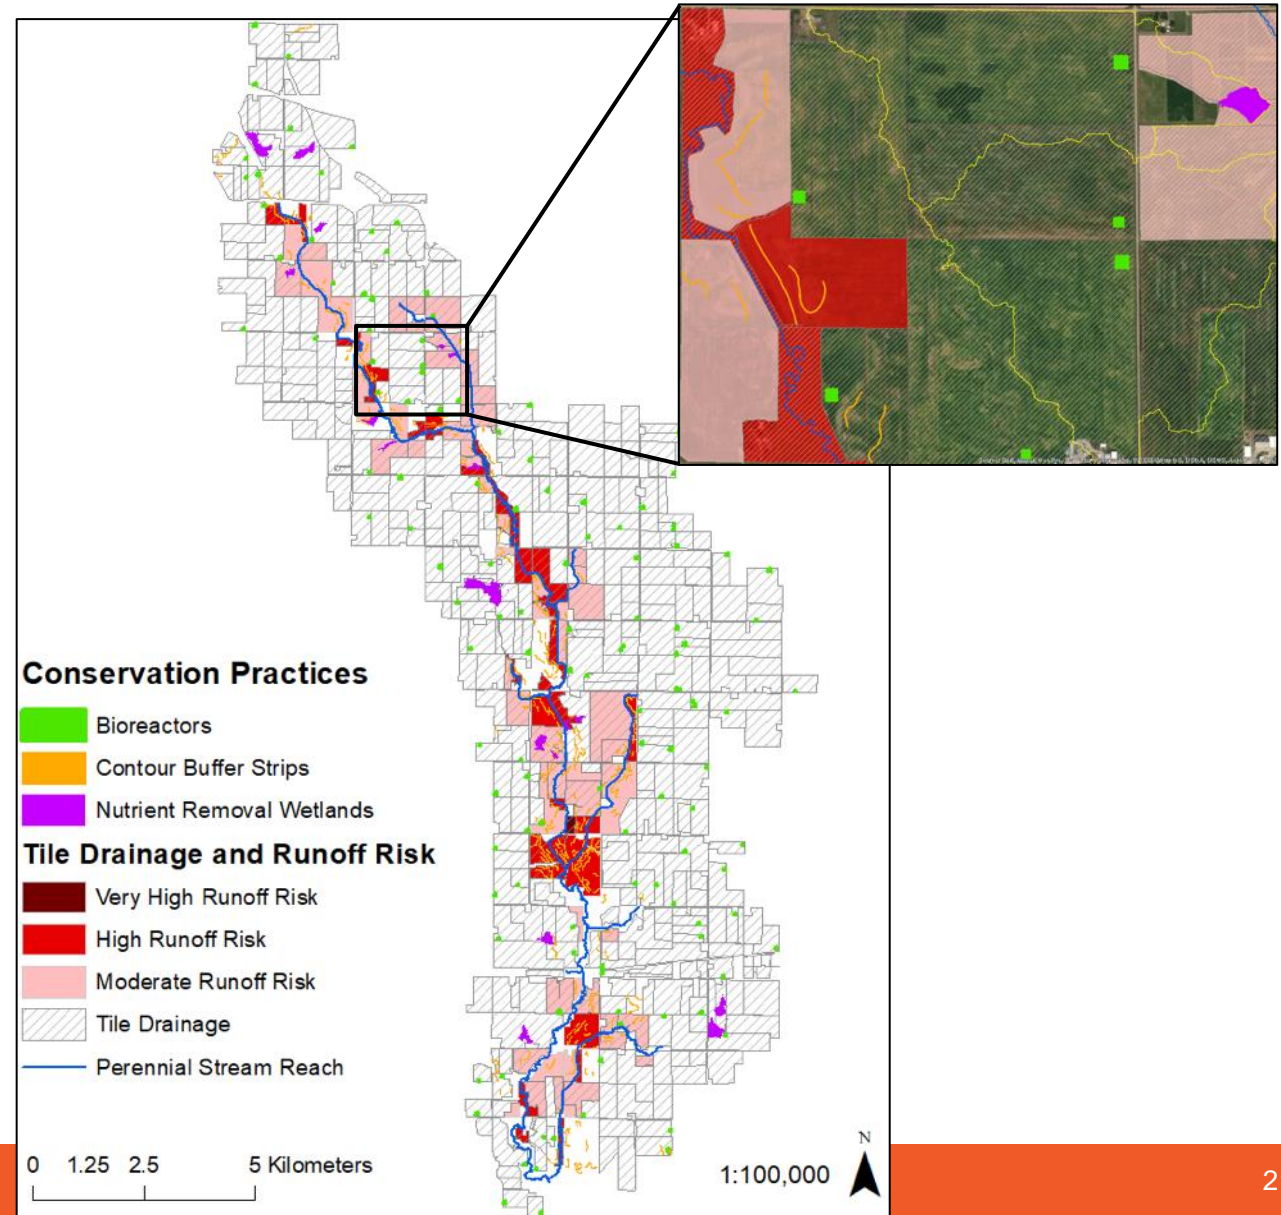 Conservation Practices
Bioreactors
Contour Buffer Strips
Nutrient Removal Wetlands
Tile Drainage and Runoff Risk
Very High Runoff Risk
High Runoff Risk
Moderate Runoff Risk
Tile Drainage
Perennial Stream Reach
0 1.25 2.5 5 Kilometers
1:100,000
N
2